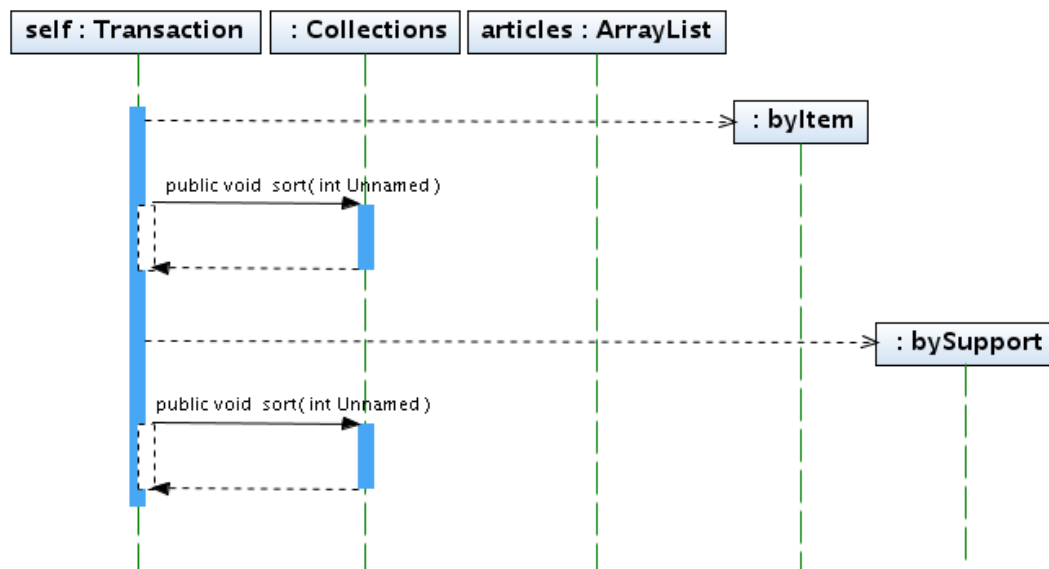 self : Transaction
: Collections
articles : ArrayList
: byItem
public void sort( int Unnamed )
: bySupport
public void sort( int Unnamed )